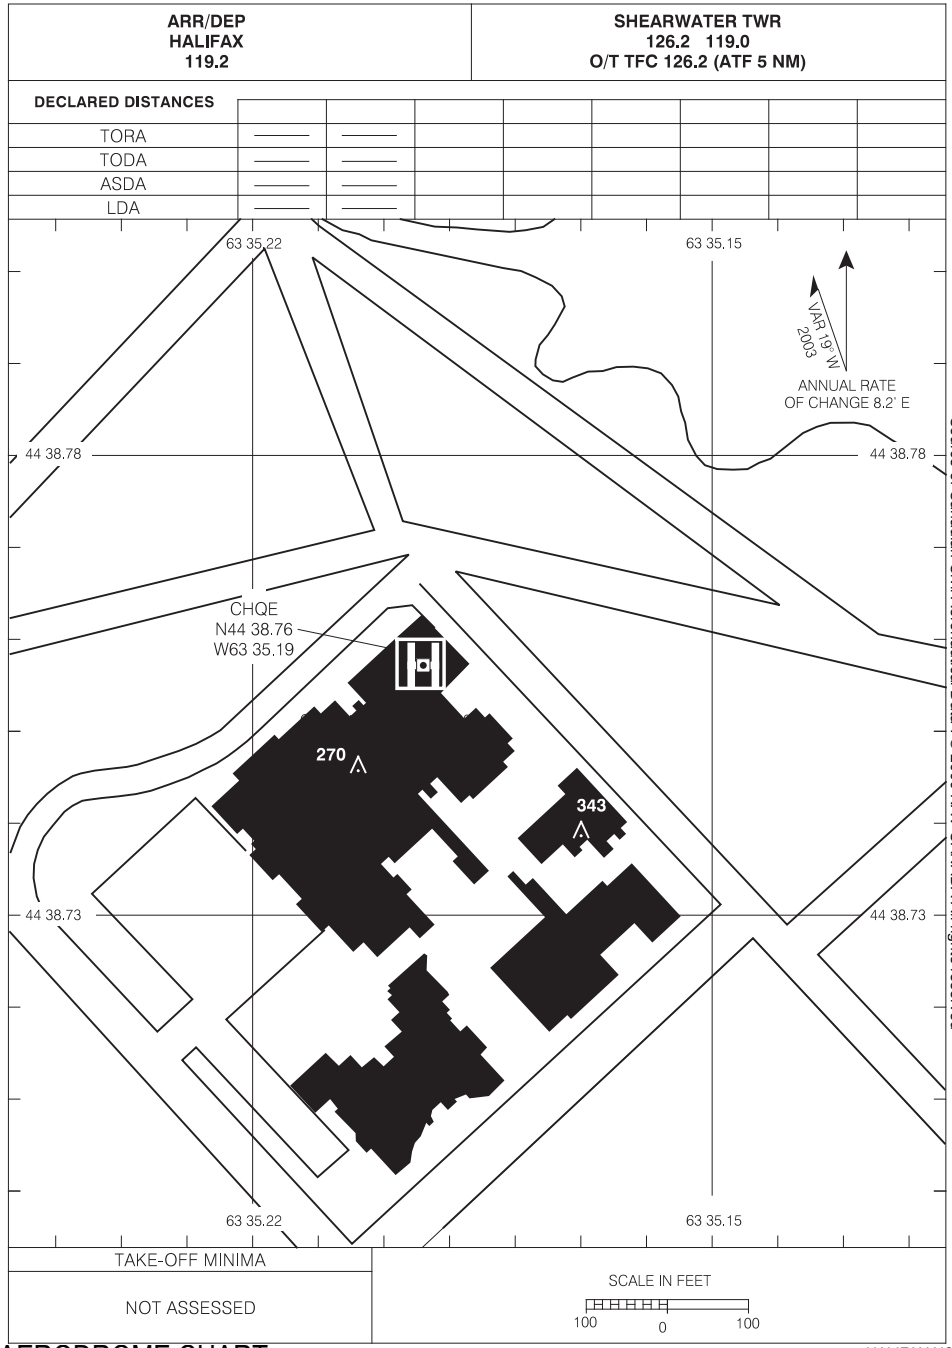 ARR/DEP
HALIFAX
119.2
SHEARWATER TWR
126.2 119.0
O/T TFC 126.2 (ATF 5 NM)
DECLARED DISTANCES
TORA
TODA
ASDA
LDA
63 35.22
63 35.15
VAR 19° W
2003
ANNUAL RATE
OF CHANGE 8.2' E
44 38.78
44 38.78
CHQE
N44 38.76
W63 35.19
H
270
343
44 38.73
44 38.73
63 35.22
63 35.15
TAKE-OFF MINIMA
NOT ASSESSED
SCALE IN FEET
100
0
100
AERODROME CHART